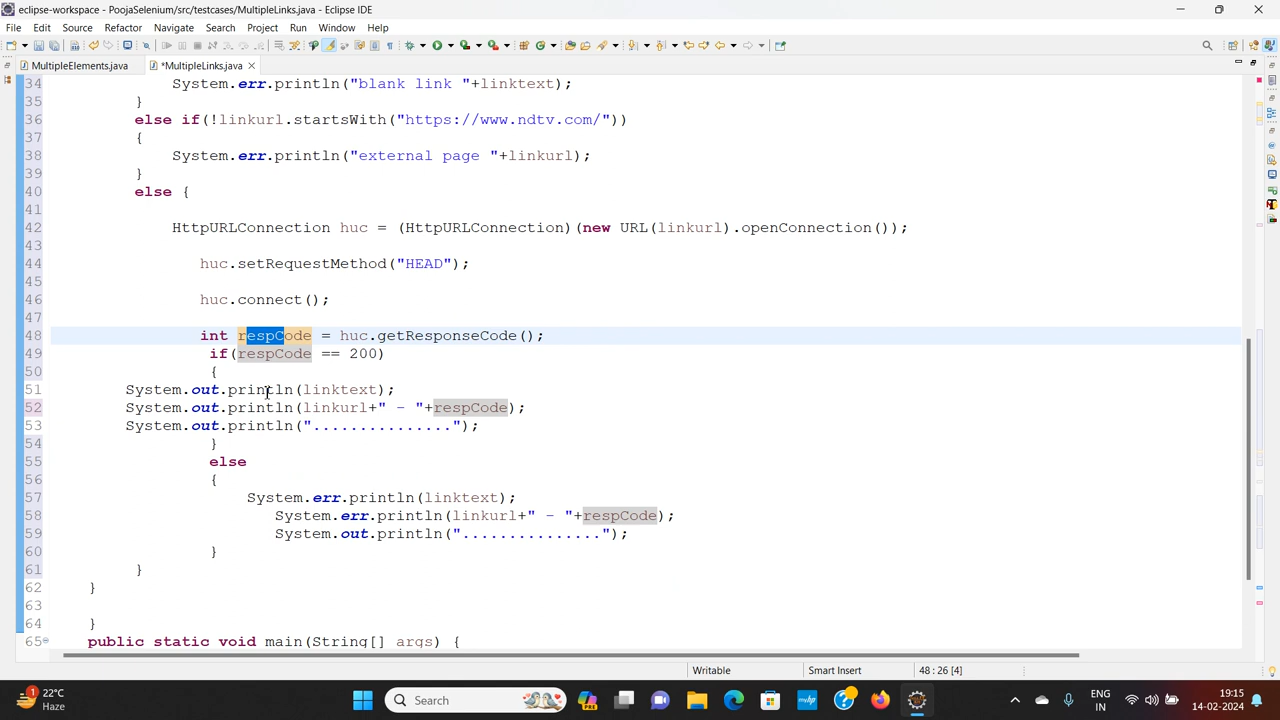 eclipse-workspace - PoojaSelenium/src/testcases/MultipleLinks.java - Eclipse IDE
File Edit Source Refactor Navigate Search Project Run Window Help
MultipleElements.java *MultipleLinks.java
34 System.err.println("blank link "+linktext);
35 }
36 else if(!linkurl.startsWith("https://www.ndtv.com/"))
37 {
38 System.err.println("external page "+linkurl);
39 }
40 else {
41
42 HttpURLConnection huc = (HttpURLConnection)(new URL(linkurl).openConnection());
43
44 huc.setRequestMethod("HEAD");
45
46 huc.connect();
47
48 int respCode = huc.getResponseCode();
49 if(respCode == 200)
50 {
51 System.out.println(linktext);
52 System.out.println(linkurl+" - "+respCode);
53 System.out.println("...............");
54 }
55 else
56 {
57 System.err.println(linktext);
58 System.err.println(linkurl+" - "+respCode);
59 System.out.println("...............");
60 }
61 }
62 }
63
64 }
65 public static void main(String[] args) {
Writable Smart Insert 48 : 26 [4]
1 22°C Haze
Search
PRE
ENG IN
19:15
14-02-2024